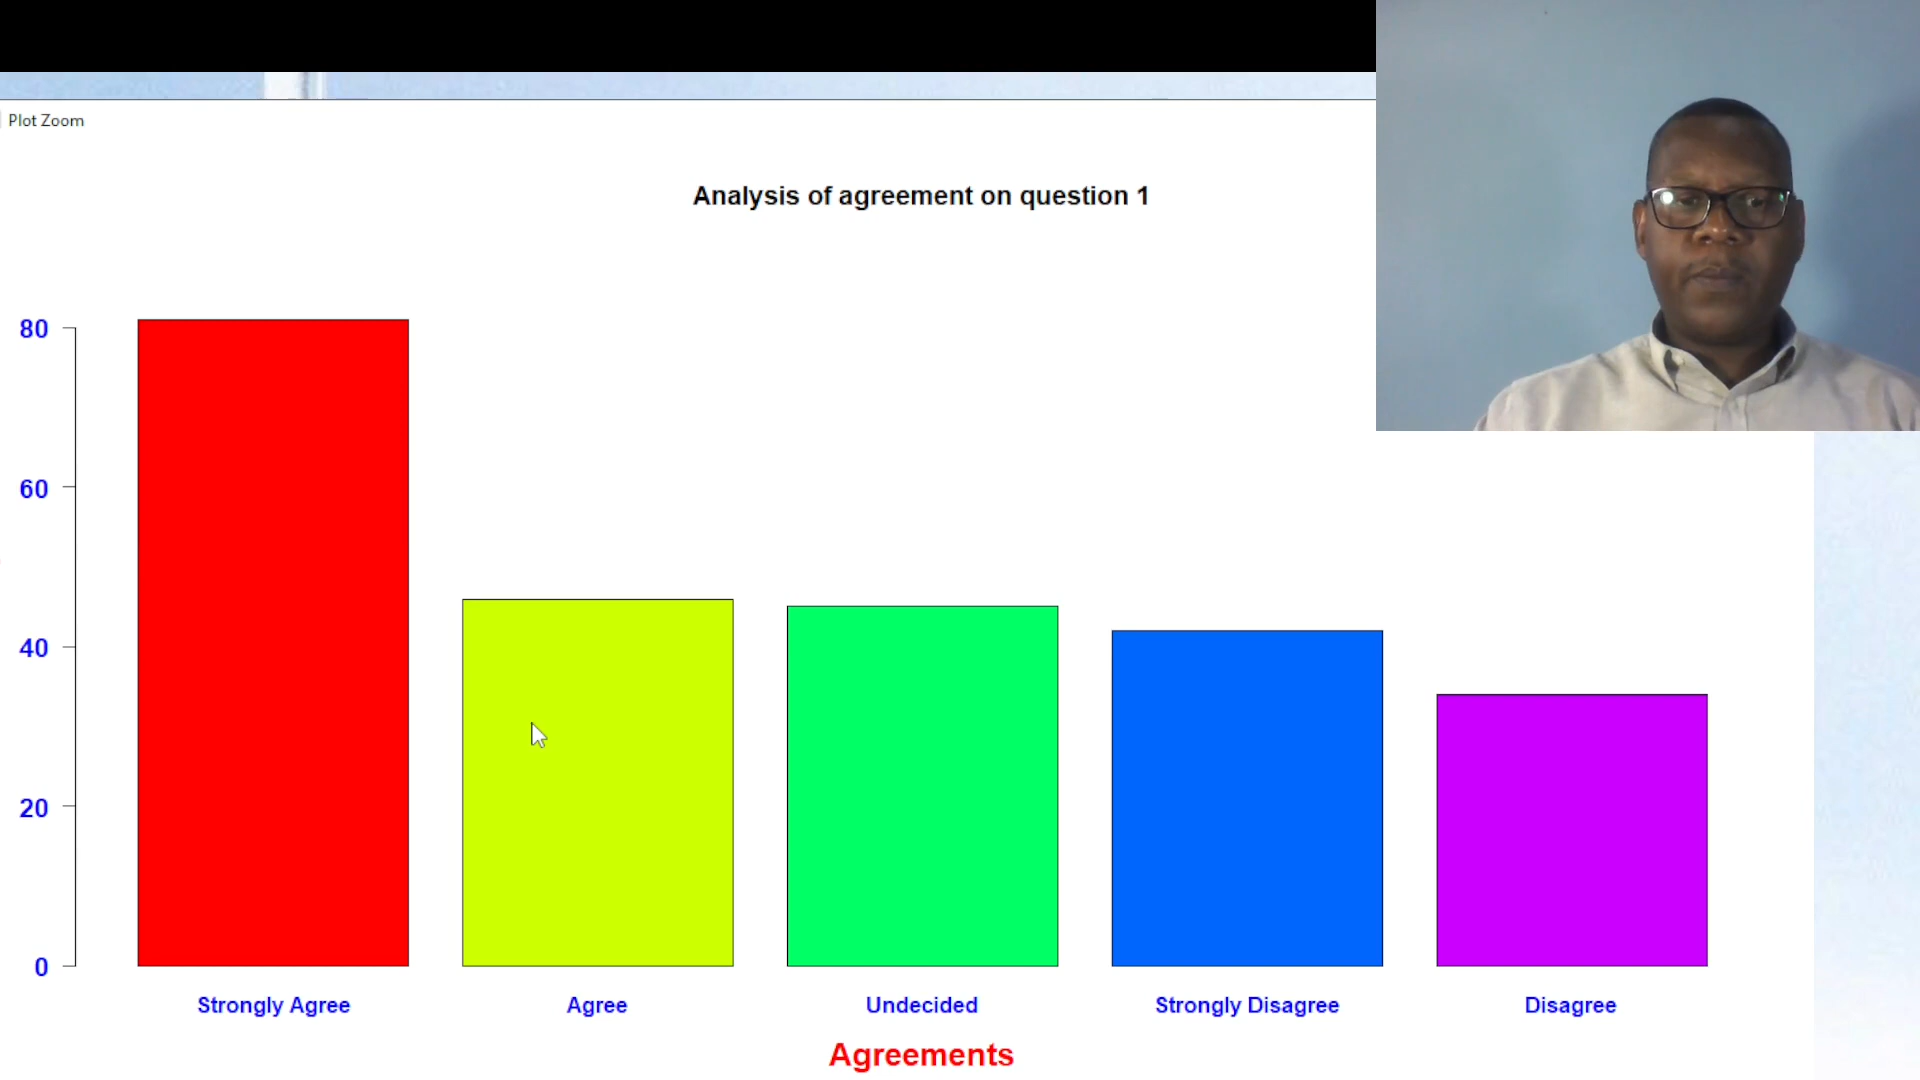 Plot Zoom
Analysis of agreement on question 1
80
60
40
20
0
Strongly Agree Agree Undecided Strongly Disagree Disagree
Agreements